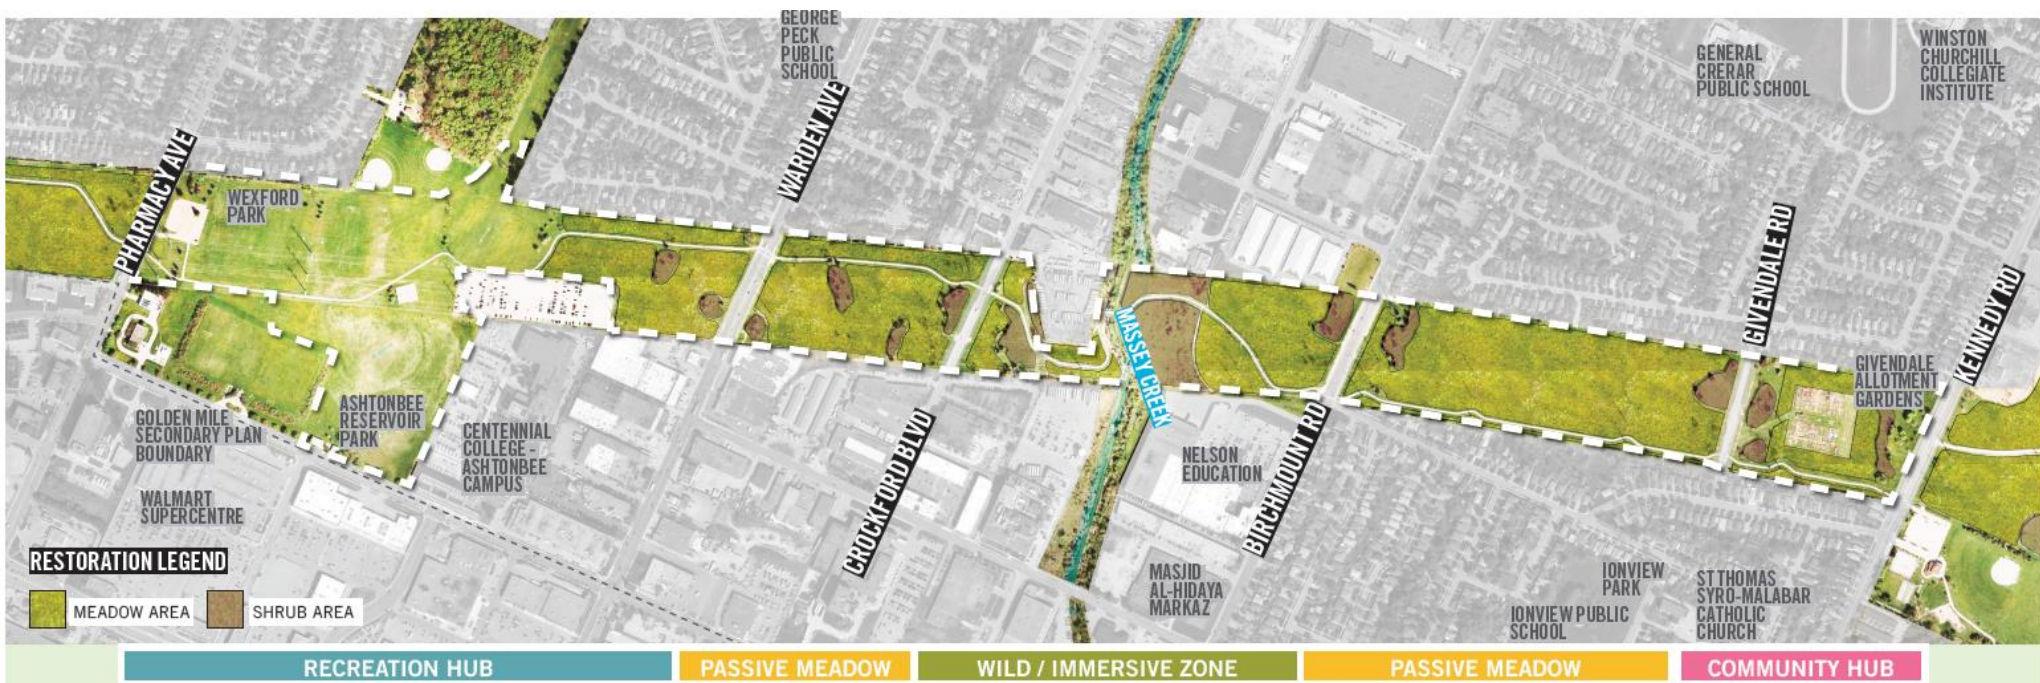 GEORGE
PECK
PUBLIC
SCHOOL
WARDEN AVE
GENERAL
CRERAR
PUBLIC SCHOOL
WINSTON
CHURCHILL
COLLEGIATE
INSTITUTE
PHARMACY AVE
WEXFORD
PARK
GIVENDALE RD
KENNEDY RD
MASSEY CREEK
GIVENDALE
ALLOTMENT
GARDENS
GOLDEN MILE
SECONDARY PLAN
BOUNDARY
ASHTONBEE
RESERVOIR
PARK
CENTENNIAL
COLLEGE -
ASHTONBEE
CAMPUS
CROCKFORD BLVD
NELSON
EDUCATION
BIRCHMOUNT RD
WALMART
SUPERCENTRE
MASJID
AL-HIDAYA
MARKAZ
IONVIEW
PARK
IONVIEW PUBLIC
SCHOOL
ST THOMAS
SYRO-MALABAR
CATHOLIC
CHURCH
RESTORATION LEGEND
MEADOW AREA
SHRUB AREA
RECREATION HUB
PASSIVE MEADOW
WILD / IMMERSIVE ZONE
PASSIVE MEADOW
COMMUNITY HUB